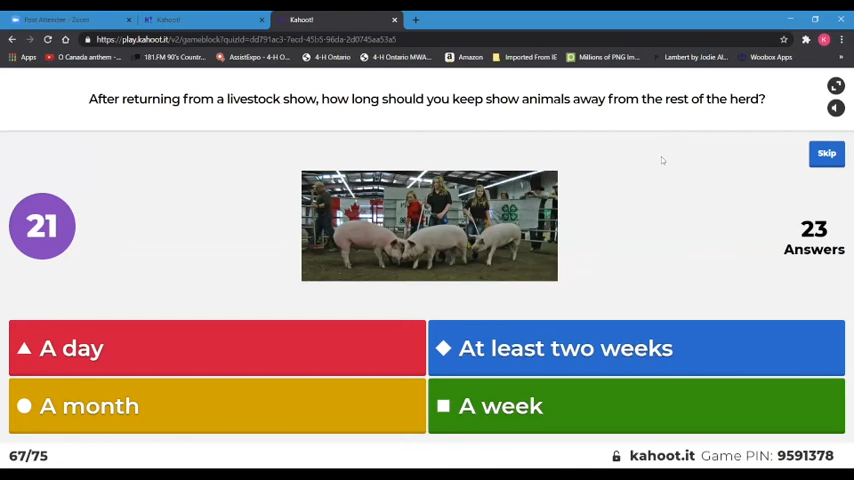 Post Attendee - Zoom
Kahoot!
Kahoot!
https://play.kahoot.it/v2/gameblock?quizId=dd791ac3-7ecd-45b5-96da-2d0745aa53a5
K
Apps
O Canada anthem -...
181.FM 90's Countr...
AssistExpo - 4-H O...
4-H Ontario
4-H Ontario MWA...
Amazon
Imported From IE
Millions of PNG Im...
Lambert by Jodie Al...
Woobox Apps
After returning from a livestock show, how long should you keep show animals away from the rest of the herd?
Skip
21
23
Answers
A day
At least two weeks
A month
A week
67/75
kahoot.it Game PIN: 9591378